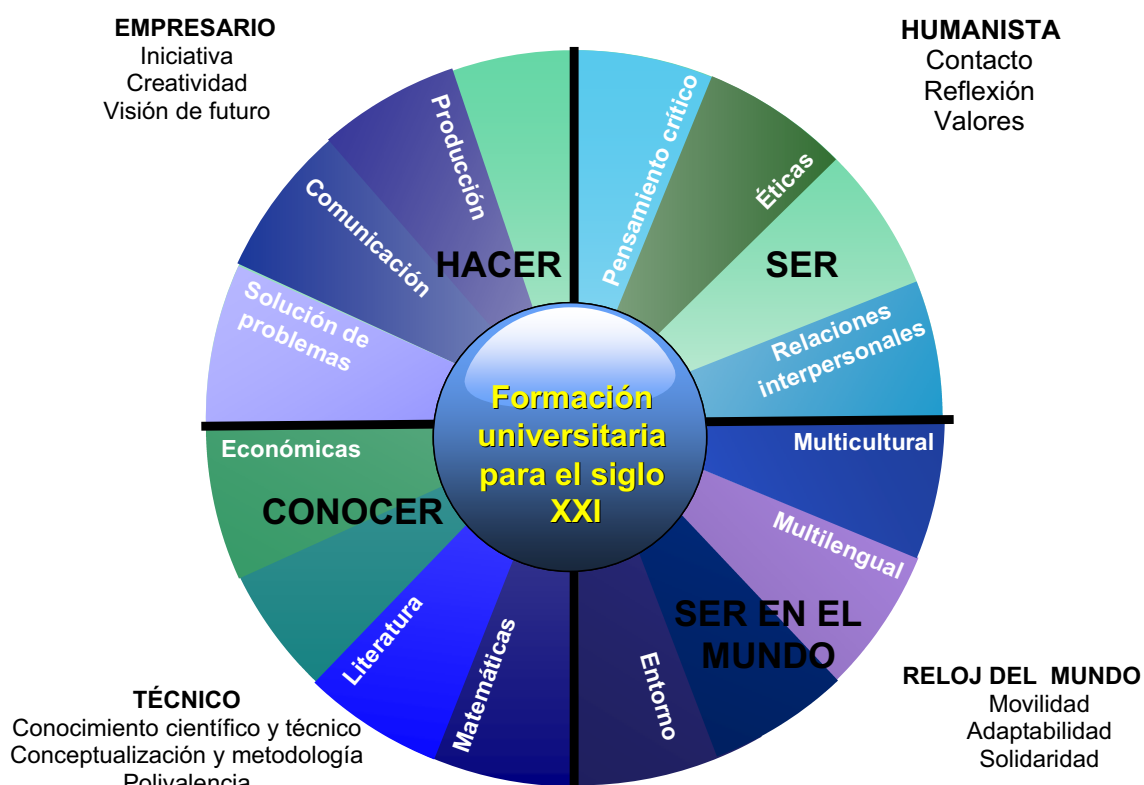 EMPRESARIO
Iniciativa
Creatividad
Visión de futuro
HUMANISTA
Contacto
Reflexión
Valores
Producción
Comunicación
Solución de
problemas
HACER
Pensamiento crítico
Éticas
SER
Relaciones
interpersonales
Formación
universitaria
para el siglo
XXI
Económicas
CONOCER
Literatura
Matemáticas
Multicultural
Multilengual
SER EN EL
MUNDO
Entorno
TÉCNICO
Conocimiento científico y técnico
Conceptualización y metodología
Polivalencia
RELOJ DEL MUNDO
Movilidad
Adaptabilidad
Solidaridad